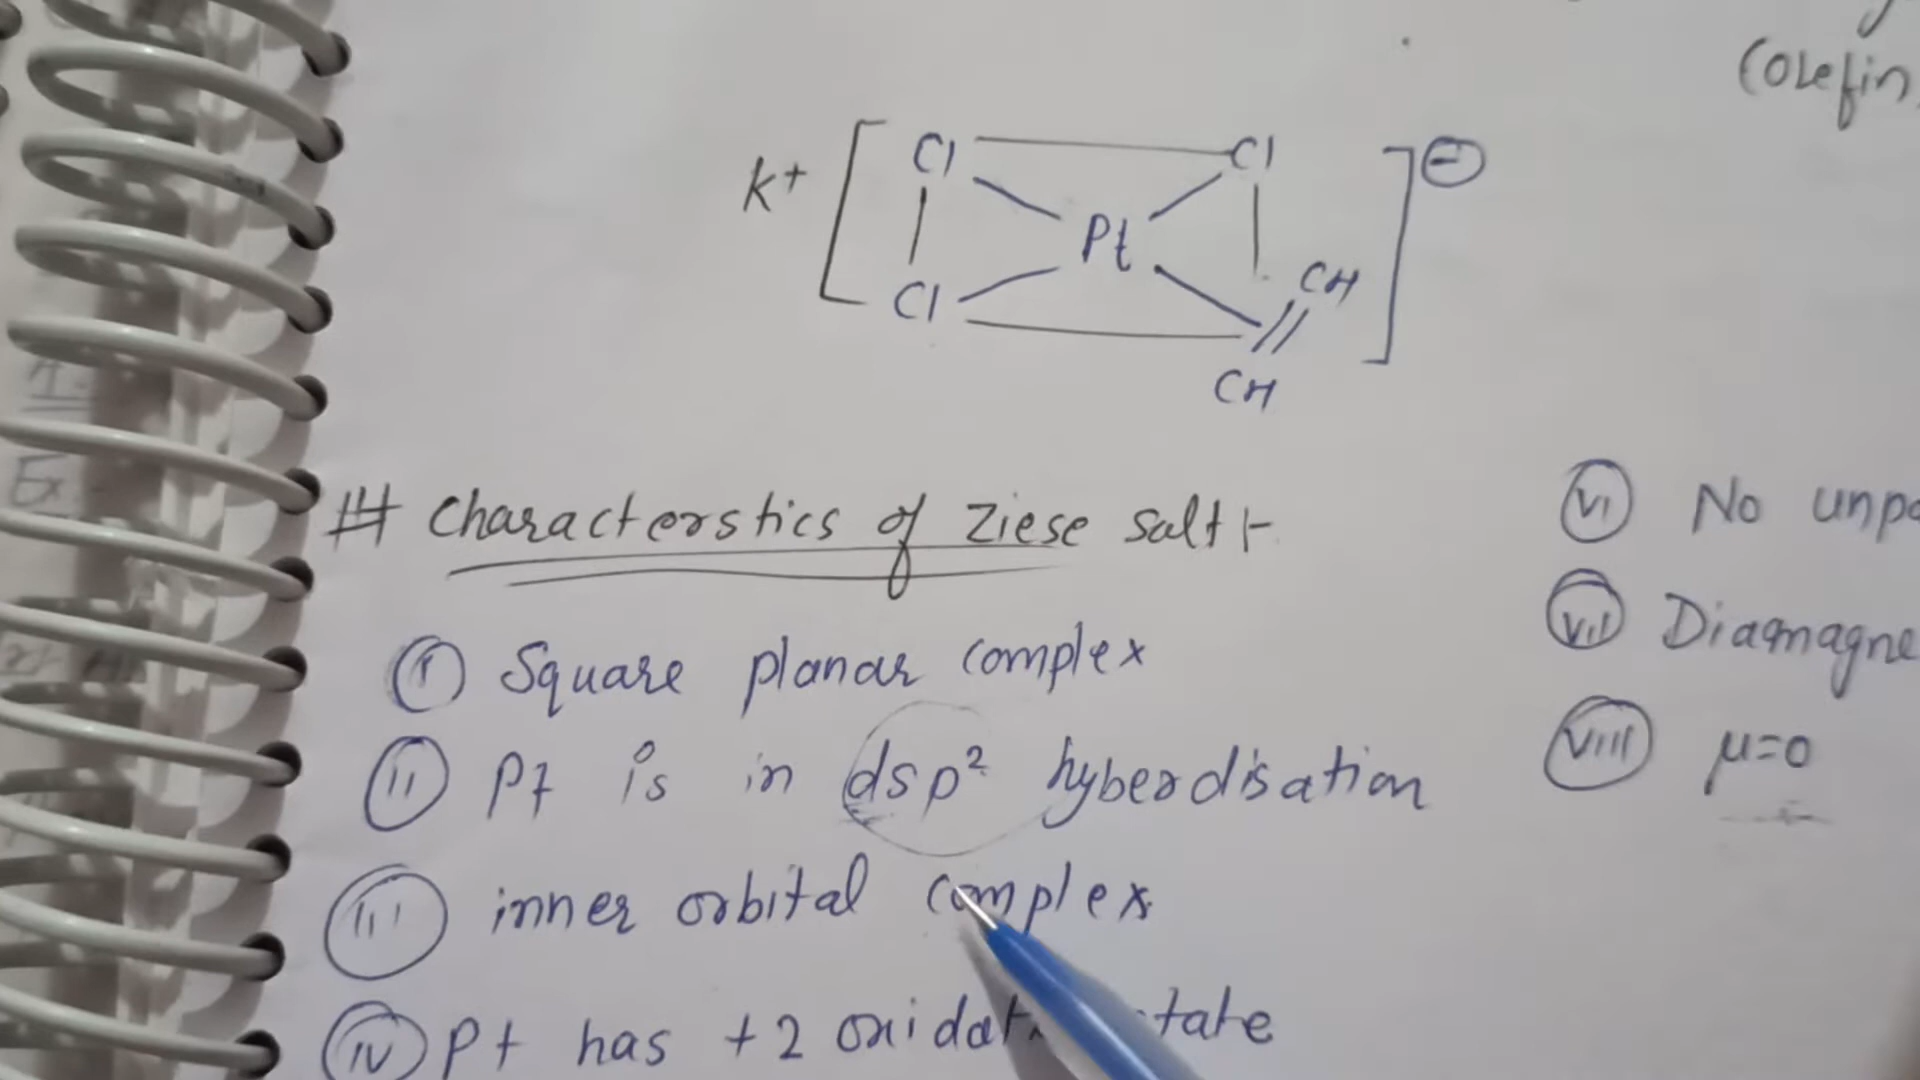 (olefin
K+ [ Cl Cl ] ⊖
Pt
Cl CH
CH
# Characterstics of Ziese Salt :-
(i) Square planar complex
(ii) Pt is in dsp² hyberdisation
(iii) inner orbital complex
(iv) Pt has +2 oxidat tate
(vi) No unpa
(vii) Diamagne
(viii) μ=0